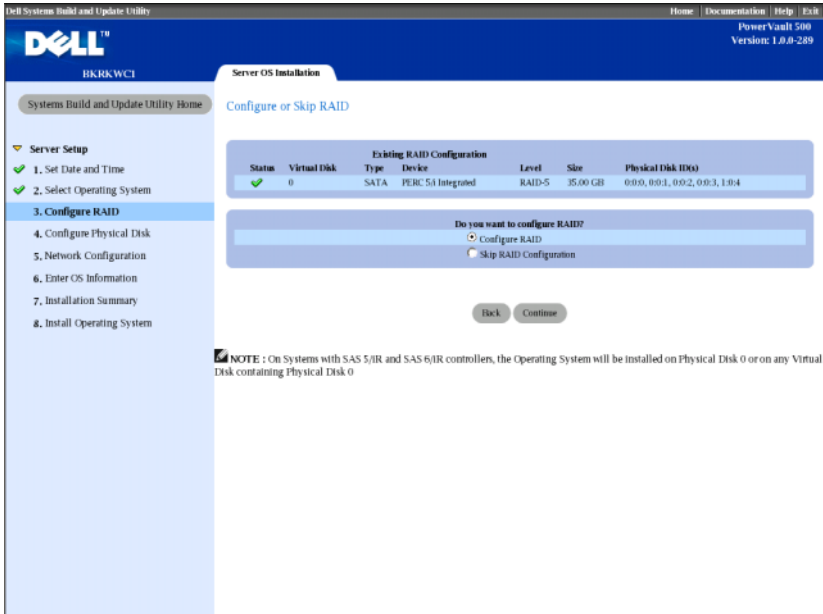 Dell Systems Build and Update Utility
Home Documentation Help Exit
DELL™
PowerVault 500
Version: 1.0.0-289
BKRKWC1
Server OS Installation
Systems Build and Update Utility Home
Configure or Skip RAID
Server Setup
1. Set Date and Time
2. Select Operating System
3. Configure RAID
4. Configure Physical Disk
5. Network Configuration
6. Enter OS Information
7. Installation Summary
8. Install Operating System
Existing RAID Configuration
Status Virtual Disk Type Device Level Size Physical Disk ID(s)
0 SATA PERC 5/i Integrated RAID-5 35.00 GB 0:0:0, 0:0:1, 0:0:2, 0:0:3, 1:0:4
Do you want to configure RAID?
Configure RAID
Skip RAID Configuration
Back Continue
NOTE : On Systems with SAS 5/iR and SAS 6/iR controllers, the Operating System will be installed on Physical Disk 0 or on any Virtual
Disk containing Physical Disk 0